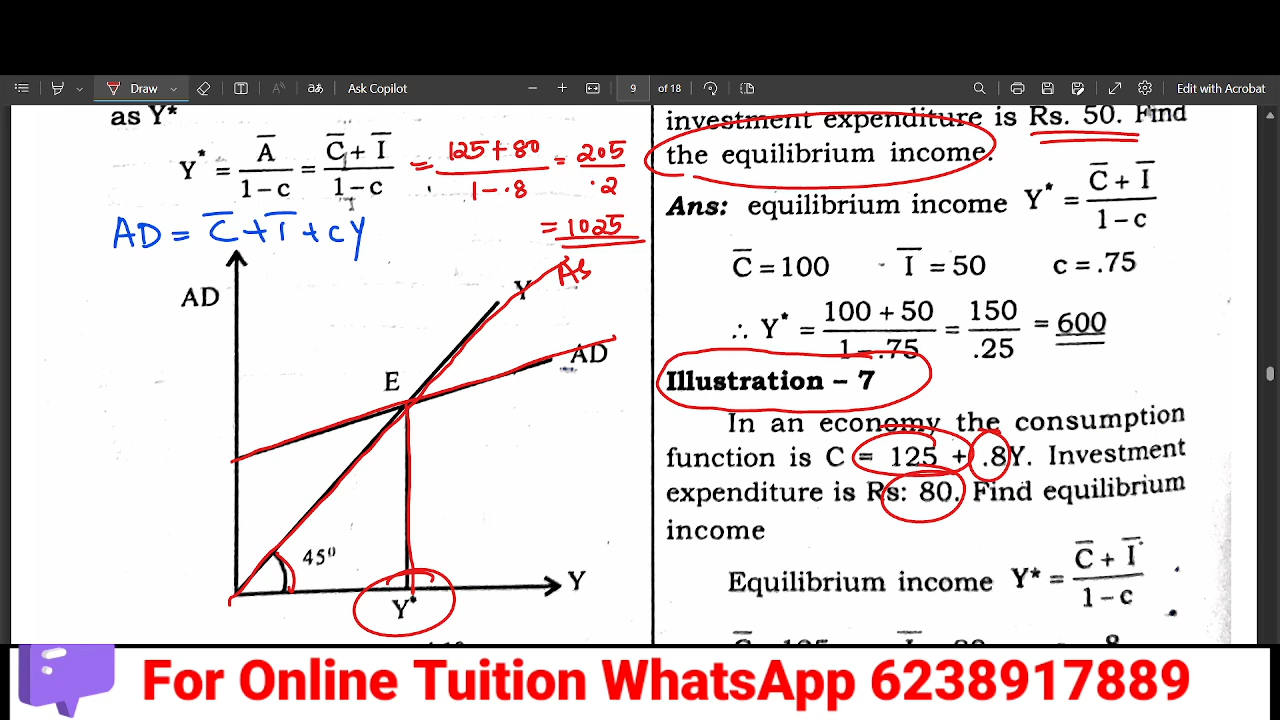 Draw
Ask Copilot
9 of 18
Edit with Acrobat
as Y*
Y* = A̅ / 1-c = C̅ + I̅ / 1-c = 125+80 / 1-.8 = 205 / .2
= 1025
AD = C̅ + I̅ + cY
AD
Y
AS
AD
E
45⁰
Y
Y*
investment expenditure is Rs. 50. Find
the equilibrium income.
Ans: equilibrium income Y* = C̅ + I̅ / 1-c
C̅ = 100 I̅ = 50 c = .75
∴ Y* = 100 + 50 / 1 - .75 = 150 / .25 = 600
Illustration – 7
In an economy the consumption
function is C = 125 + .8Y. Investment
expenditure is Rs: 80. Find equilibrium
income
Equilibrium income Y* = C̅ + I̅ / 1-c
For Online Tuition WhatsApp 6238917889